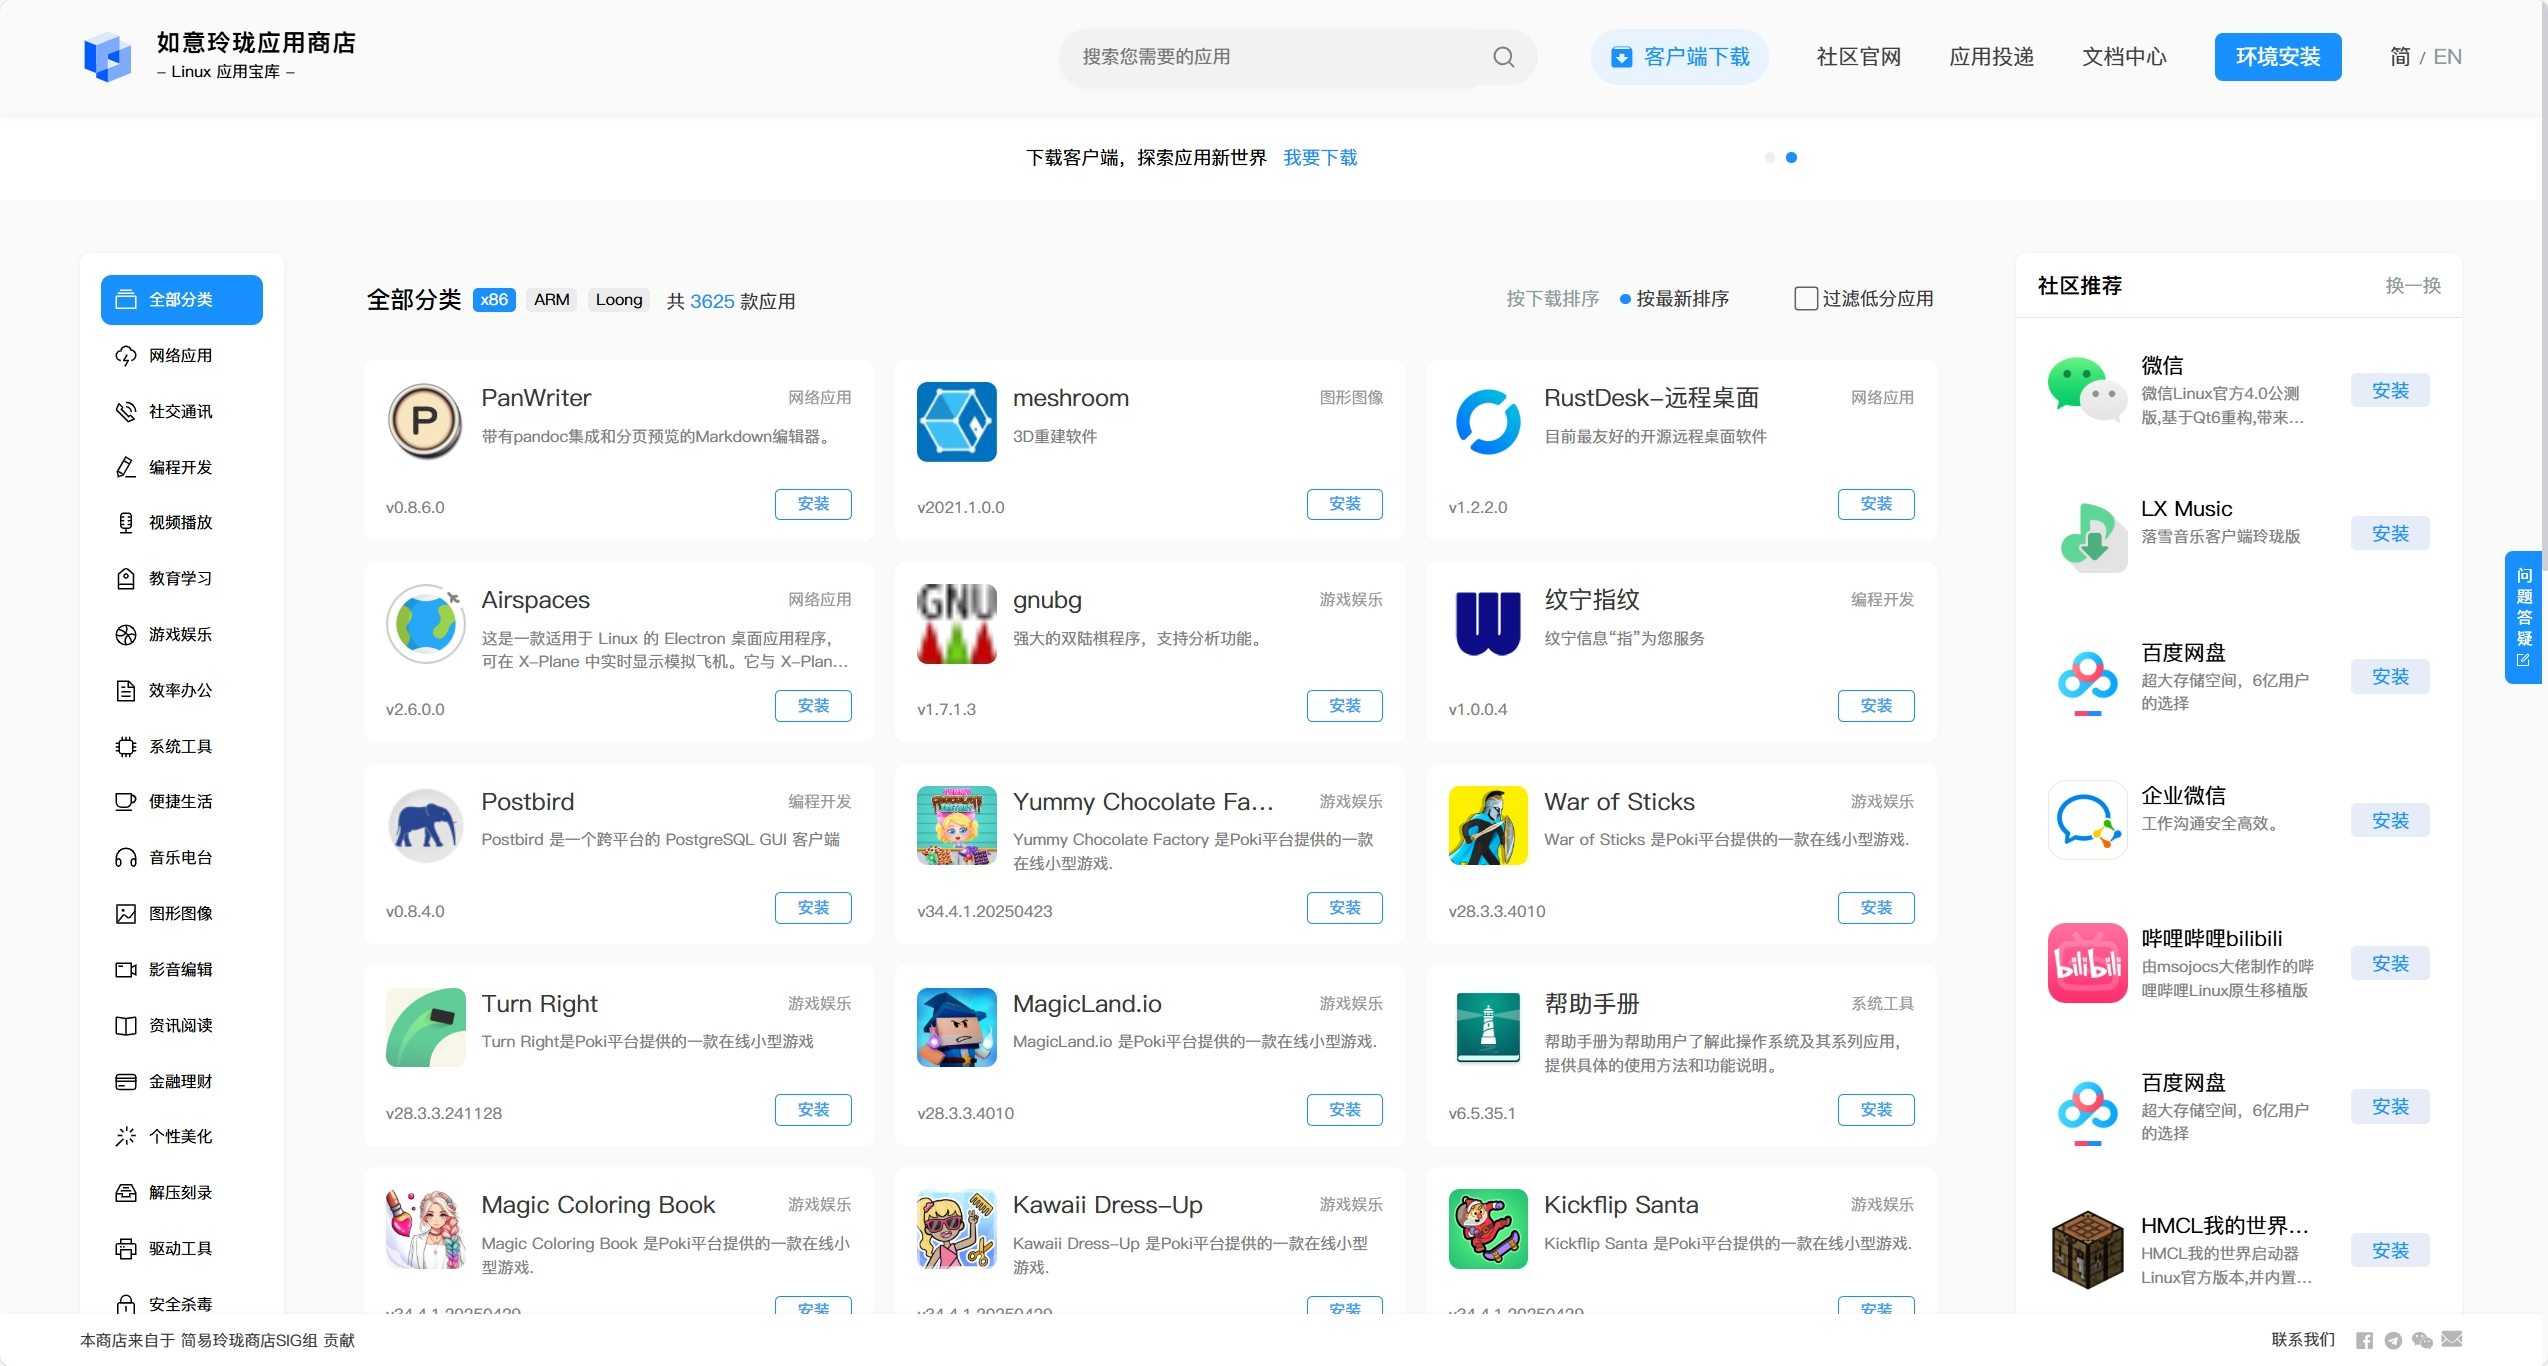 如意玲珑应用商店
– Linux 应用宝库 –
搜索您需要的应用
客户端下载
社区官网
应用投递
文档中心
环境安装
简 / EN
下载客户端，探索应用新世界 我要下载
全部分类
网络应用
社交通讯
编程开发
视频播放
教育学习
游戏娱乐
效率办公
系统工具
便捷生活
音乐电台
图形图像
影音编辑
资讯阅读
金融理财
个性美化
解压刻录
驱动工具
安全杀毒
全部分类 x86 ARM Loong 共 3625 款应用
按下载排序 按最新排序 过滤低分应用
PanWriter 网络应用
带有pandoc集成和分页预览的Markdown编辑器。
v0.8.6.0 安装
meshroom 图形图像
3D重建软件
v2021.1.0.0 安装
RustDesk-远程桌面 网络应用
目前最友好的开源远程桌面软件
v1.2.2.0 安装
Airspaces 网络应用
这是一款适用于 Linux 的 Electron 桌面应用程序，
可在 X-Plane 中实时显示模拟飞机。它与 X-Plan...
v2.6.0.0 安装
GNU
gnubg 游戏娱乐
强大的双陆棋程序，支持分析功能。
v1.7.1.3 安装
纹宁指纹 编程开发
纹宁信息“指”为您服务
v1.0.0.4 安装
Postbird 编程开发
Postbird 是一个跨平台的 PostgreSQL GUI 客户端
v0.8.4.0 安装
Yummy Chocolate Fa... 游戏娱乐
Yummy Chocolate Factory 是Poki平台提供的一款
在线小型游戏.
v34.4.1.20250423 安装
War of Sticks 游戏娱乐
War of Sticks 是Poki平台提供的一款在线小型游戏.
v28.3.3.4010 安装
Turn Right 游戏娱乐
Turn Right是Poki平台提供的一款在线小型游戏
v28.3.3.241128 安装
MagicLand.io 游戏娱乐
MagicLand.io 是Poki平台提供的一款在线小型游戏.
v28.3.3.4010 安装
帮助手册 系统工具
帮助手册为帮助用户了解此操作系统及其系列应用，
提供具体的使用方法和功能说明。
v6.5.35.1 安装
Magic Coloring Book 游戏娱乐
Magic Coloring Book 是Poki平台提供的一款在线小
型游戏.
v34.4.1.20250429 安装
Kawaii Dress-Up 游戏娱乐
Kawaii Dress-Up 是Poki平台提供的一款在线小型
游戏.
v34.4.1.20250429 安装
Kickflip Santa 游戏娱乐
Kickflip Santa 是Poki平台提供的一款在线小型游戏.
v34.4.1.20250429 安装
社区推荐 换一换
微信
微信Linux官方4.0公测
版,基于Qt6重构,带来...
安装
LX Music
落雪音乐客户端玲珑版
安装
百度网盘
超大存储空间，6亿用户
的选择
安装
企业微信
工作沟通安全高效。
安装
bilibili
哔哩哔哩bilibili
由msojocs大佬制作的哔
哩哔哩Linux原生移植版
安装
百度网盘
超大存储空间，6亿用户
的选择
安装
HMCL我的世界...
HMCL我的世界启动器
Linux官方版本,并内置...
安装
问题答疑
本商店来自于 简易玲珑商店SIG组 贡献
联系我们